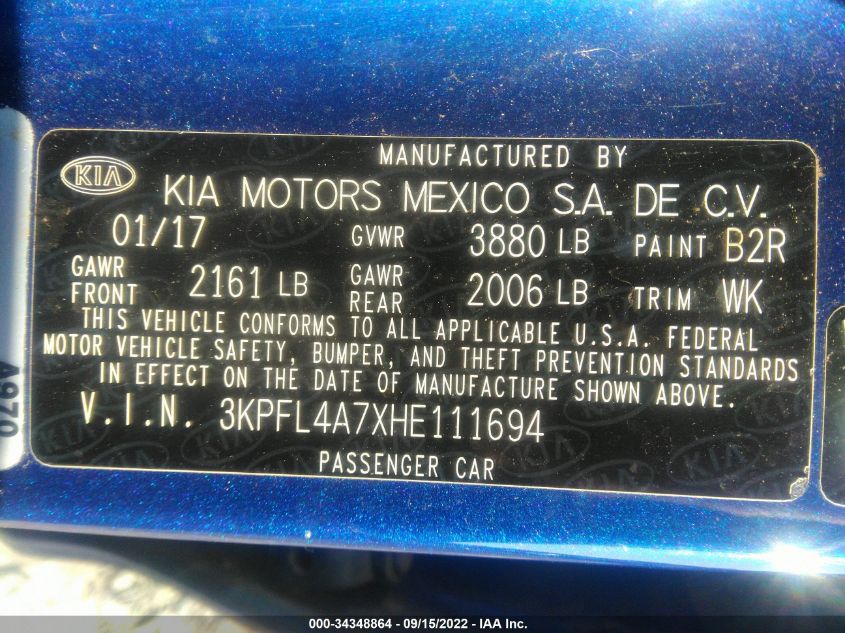 MANUFACTURED BY
KIA KIA MOTORS MEXICO S.A. DE C.V.
01/17 GVWR 3880 LB PAINT B2R
GAWR FRONT 2161 LB GAWR REAR 2006 LB TRIM WK
THIS VEHICLE CONFORMS TO ALL APPLICABLE U.S.A. FEDERAL
MOTOR VEHICLE SAFETY, BUMPER, AND THEFT PREVENTION STANDARDS
IN EFFECT ON THE DATE OF MANUFACTURE SHOWN ABOVE.
V.I.N. 3KPFL4A7XHE111694
PASSENGER CAR
A970
000-34348864 - 09/15/2022 - IAA Inc.